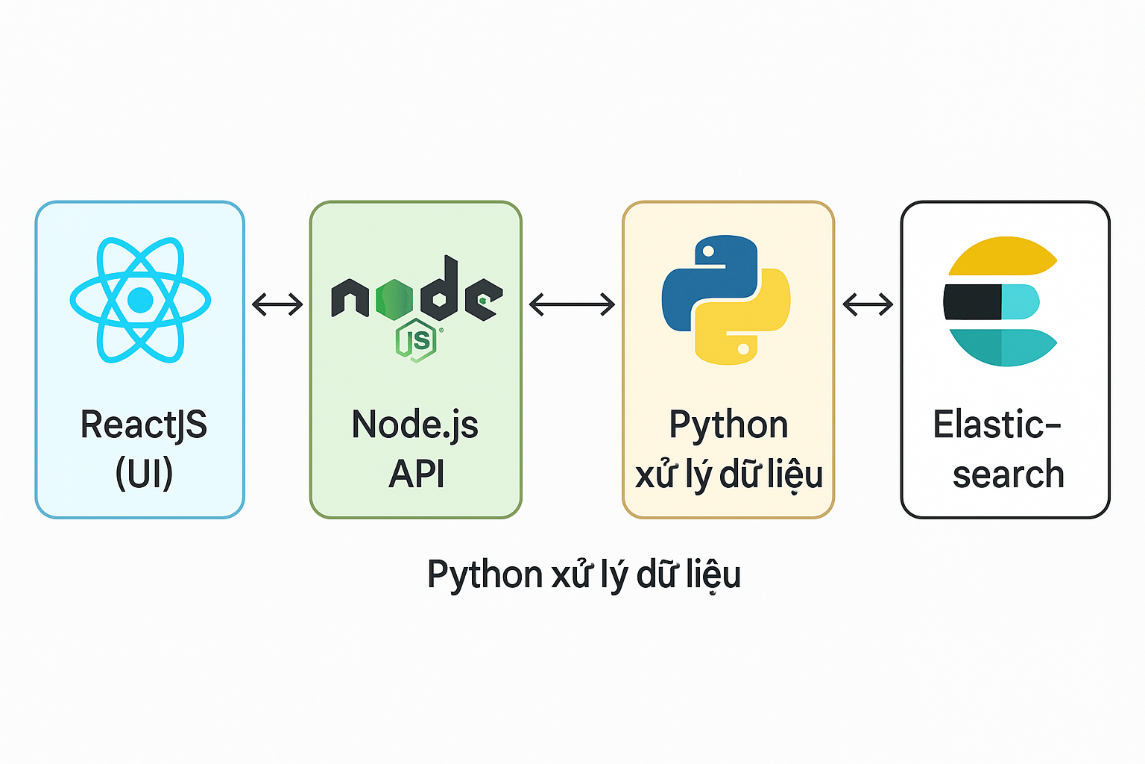 node
JS
ReactJS
(UI)
Node.js
API
Python
xử lý dữ liệu
Elastic-
search
Python xử lý dữ liệu